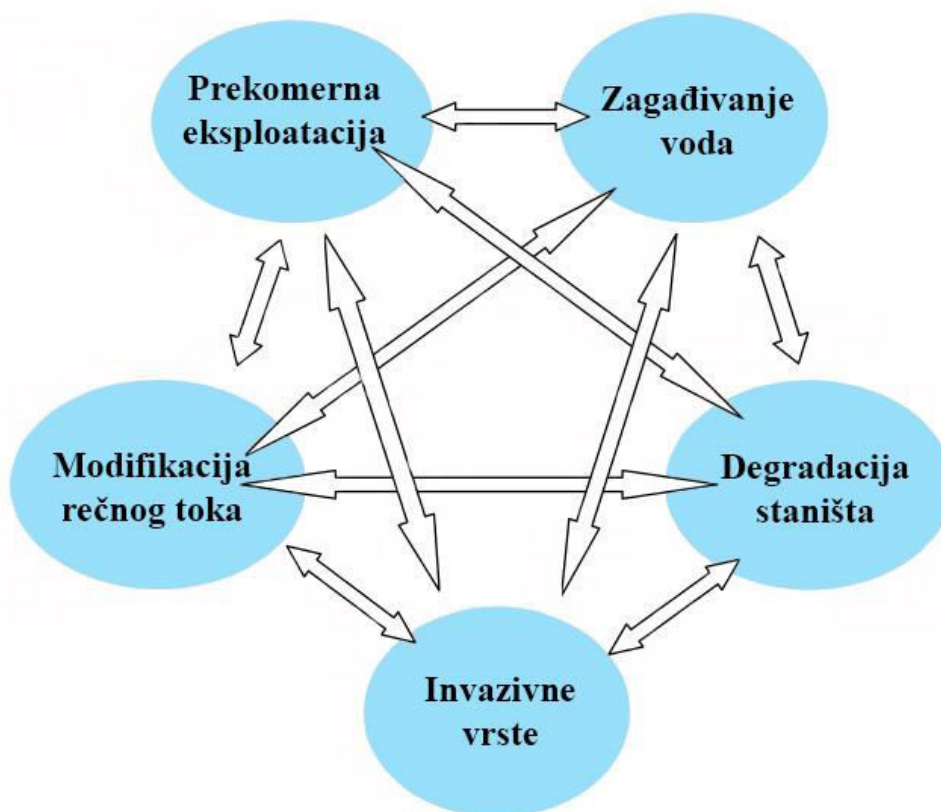 Prekomerna
eksploatacija
Zagađivanje
voda
Modifikacija
rečnog toka
Degradacija
staništa
Invazivne
vrste